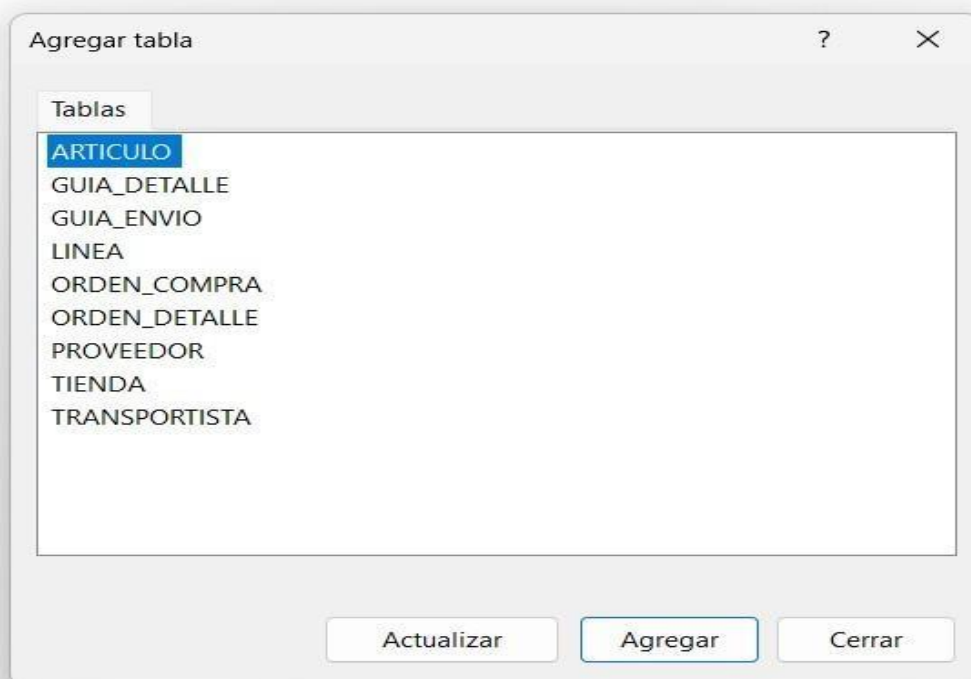 Agregar tabla ?
Tablas
ARTICULO
GUIA_DETALLE
GUIA_ENVIO
LINEA
ORDEN_COMPRA
ORDEN_DETALLE
PROVEEDOR
TIENDA
TRANSPORTISTA
Actualizar Agregar Cerrar